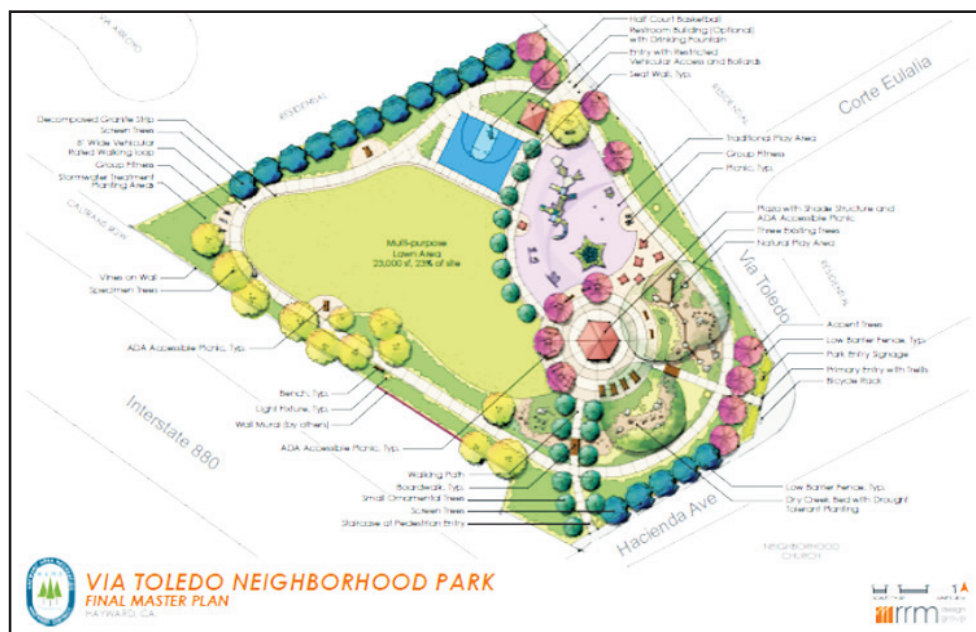 VIA ARROYO
RESIDENTIAL
Half Court Basketball
Restroom Building (Optional)
with Drinking Fountain
Entry with Restricted
Vehicular Access and Bollards
Seat Wall, Typ.
RESIDENTIAL
Corte Eulalia
Decomposed Granite Strip
Screen Trees
8' Wide Vehicular
Rated Walking loop
Group Fitness
Stormwater Treatment
Planting Areas
CALTRANS ROW
Traditional Play Area
Group Fitness
Picnic, Typ.
Plaza with Shade Structure and
ADA Accessible Picnic
Three Existing Trees
Natural Play Area
Via Toledo
RESIDENTIAL
Multi-purpose
Lawn Area
23,000 sf, 23% of site
Vines on Wall
Specimen Trees
ADA Accessible Picnic, Typ.
Accent Trees
Low Barrier Fence, Typ.
Park Entry Signage
Primary Entry with Trellis
Bicycle Rack
Bench, Typ.
Light Fixture, Typ.
Wall Mural (by others)
ADA Accessible Picnic, Typ.
Interstate 880
Walking Path
Boardwalk, Typ.
Small Ornamental Trees
Screen Trees
Staircase at Pedestrian Entry
Low Barrier Fence, Typ.
Dry Creek Bed with Drought
Tolerant Planting
Hacienda Ave
NEIGHBORHOOD
CHURCH
VIA TOLEDO NEIGHBORHOOD PARK
FINAL MASTER PLAN
HAYWARD, CA
rrm design
group